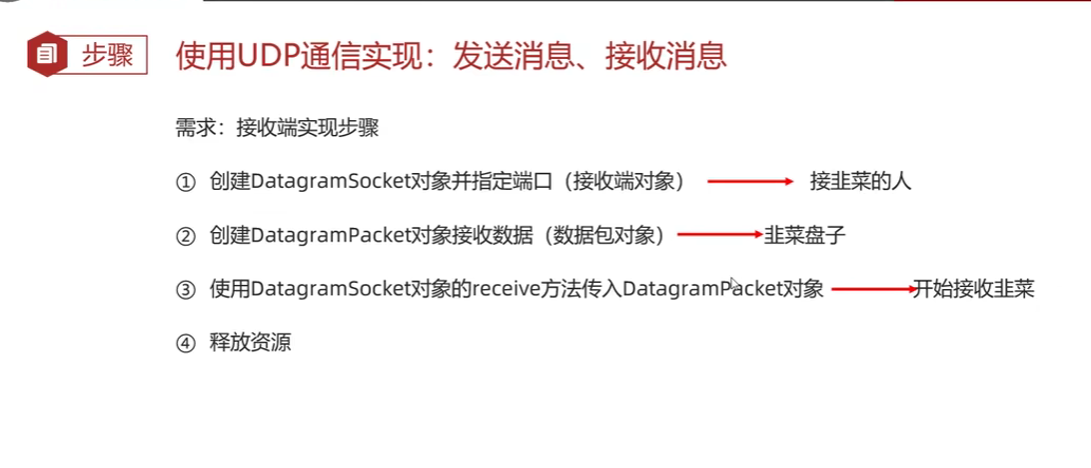 步骤 使用UDP通信实现：发送消息、接收消息
需求：接收端实现步骤
① 创建DatagramSocket对象并指定端口（接收端对象） 接韭菜的人
② 创建DatagramPacket对象接收数据（数据包对象） 韭菜盘子
③ 使用DatagramSocket对象的receive方法传入DatagramPacket对象 开始接收韭菜
④ 释放资源